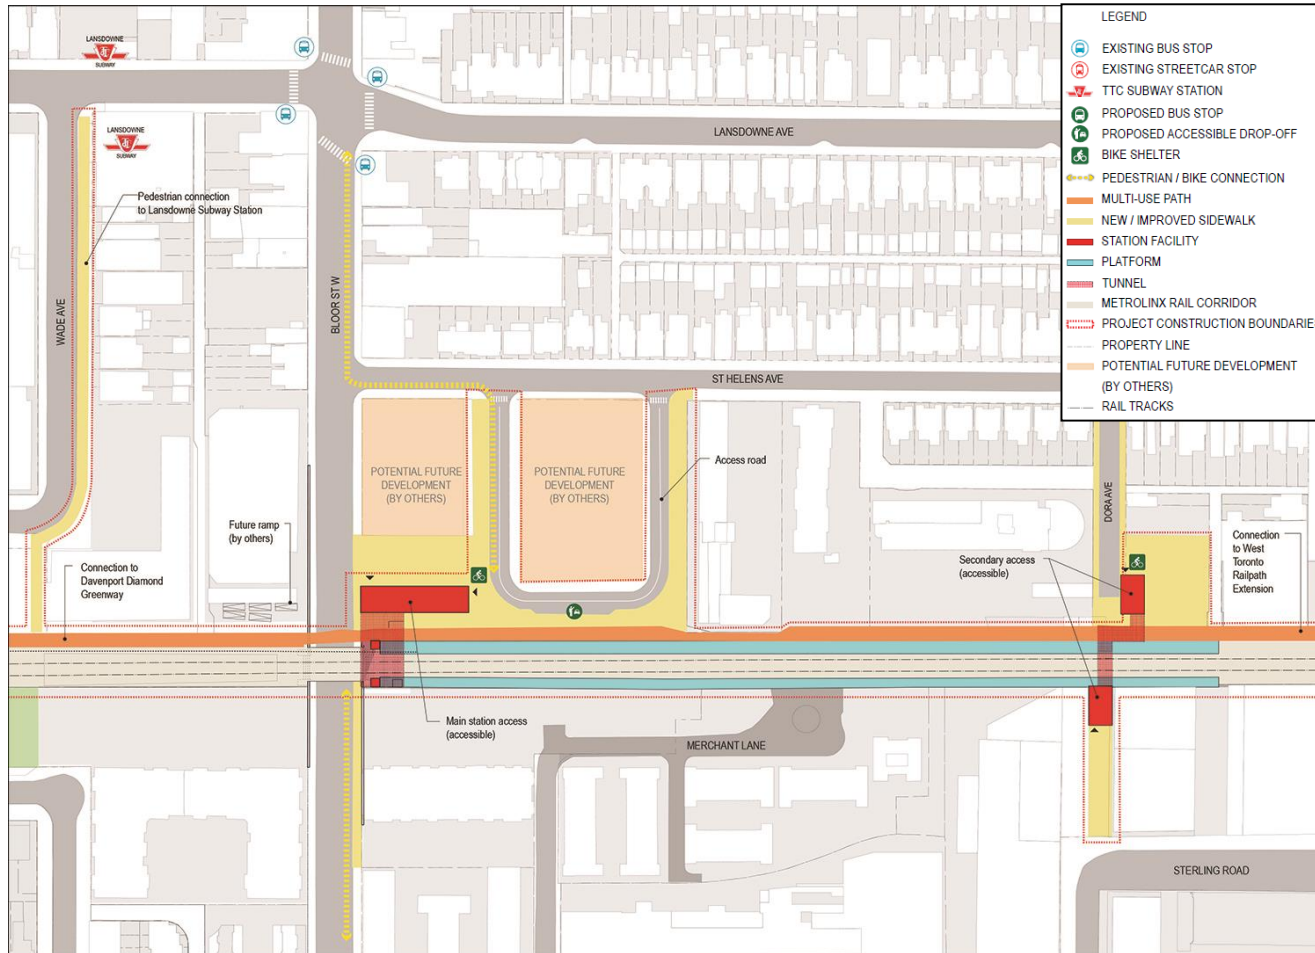 LEGEND
EXISTING BUS STOP
EXISTING STREETCAR STOP
TTC SUBWAY STATION
PROPOSED BUS STOP
PROPOSED ACCESSIBLE DROP-OFF
BIKE SHELTER
PEDESTRIAN / BIKE CONNECTION
MULTI-USE PATH
NEW / IMPROVED SIDEWALK
STATION FACILITY
PLATFORM
TUNNEL
METROLINX RAIL CORRIDOR
PROJECT CONSTRUCTION BOUNDARIE
PROPERTY LINE
POTENTIAL FUTURE DEVELOPMENT
(BY OTHERS)
RAIL TRACKS
LANSDOWNE
SUBWAY
LANSDOWNE
SUBWAY
LANSDOWNE AVE
Pedestrian connection
to Lansdowne Subway Station
WADE AVE
BLOOR ST W
ST HELENS AVE
POTENTIAL FUTURE
DEVELOPMENT
(BY OTHERS)
POTENTIAL FUTURE
DEVELOPMENT
(BY OTHERS)
Access road
DORA AVE
Future ramp
(by others)
Connection to
Davenport Diamond
Greenway
Secondary access
(accessible)
Connection
to West
Toronto
Railpath
Extension
Main station access
(accessible)
MERCHANT LANE
STERLING ROAD